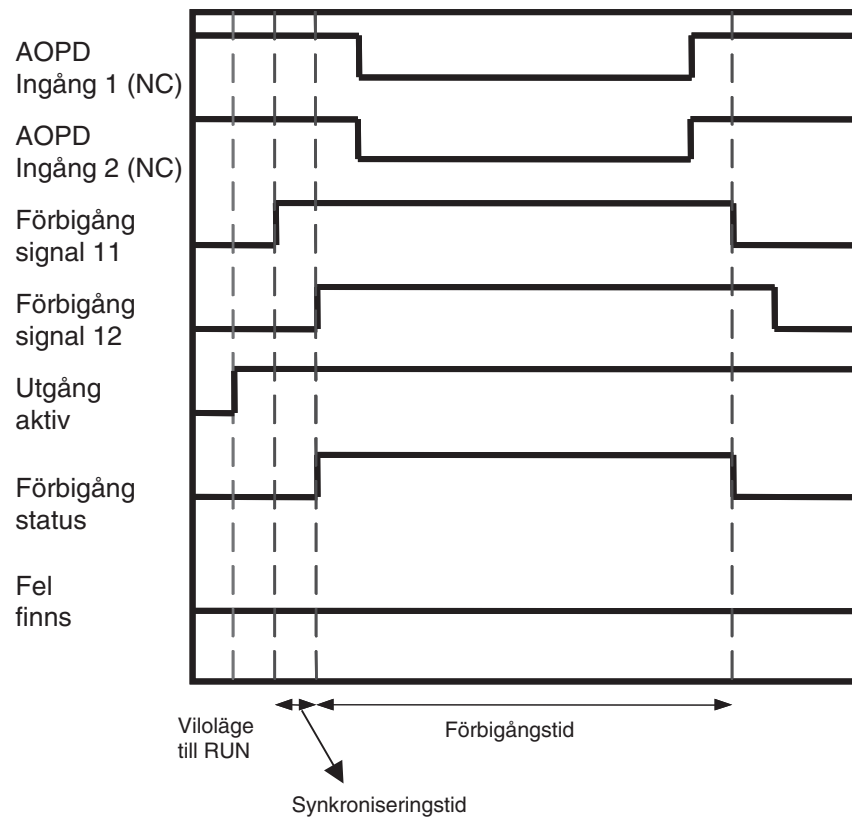 AOPD
Ingång 1 (NC)
AOPD
Ingång 2 (NC)
Förbigång
signal 11
Förbigång
signal 12
Utgång
aktiv
Förbigång
status
Fel
finns
Viloläge
till RUN
Förbigångstid
Synkroniseringstid